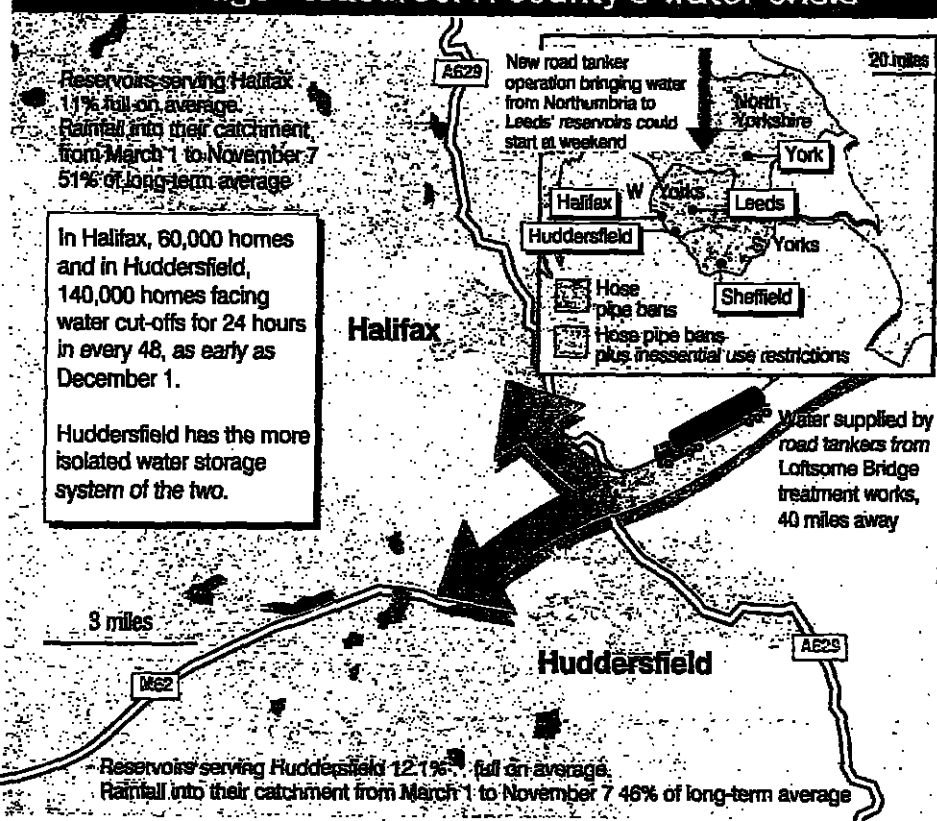 A county's water crisis
Reservoirs serving Halifax
11% full on average.
Rainfall into their catchment
from March 1 to November 7
51% of long-term average
A629
New road tanker
operation bringing water
from Northumbria to
Leeds' reservoirs could
start at weekend
20 miles
North
Yorkshire
York
W Yorks
Halifax
Leeds
Huddersfield
S Yorks
Sheffield
Hose
pipe bans
Hose pipe bans
plus inessential use restrictions
In Halifax, 60,000 homes
and in Huddersfield,
140,000 homes facing
water cut-offs for 24 hours
in every 48, as early as
December 1.
Huddersfield has the more
isolated water storage
system of the two.
Halifax
Water supplied by
road tankers from
Loftsome Bridge
treatment works,
40 miles away
3 miles
M62
Huddersfield
A629
Reservoirs serving Huddersfield 12.1% full on average.
Rainfall into their catchment from March 1 to November 7 46% of long-term average